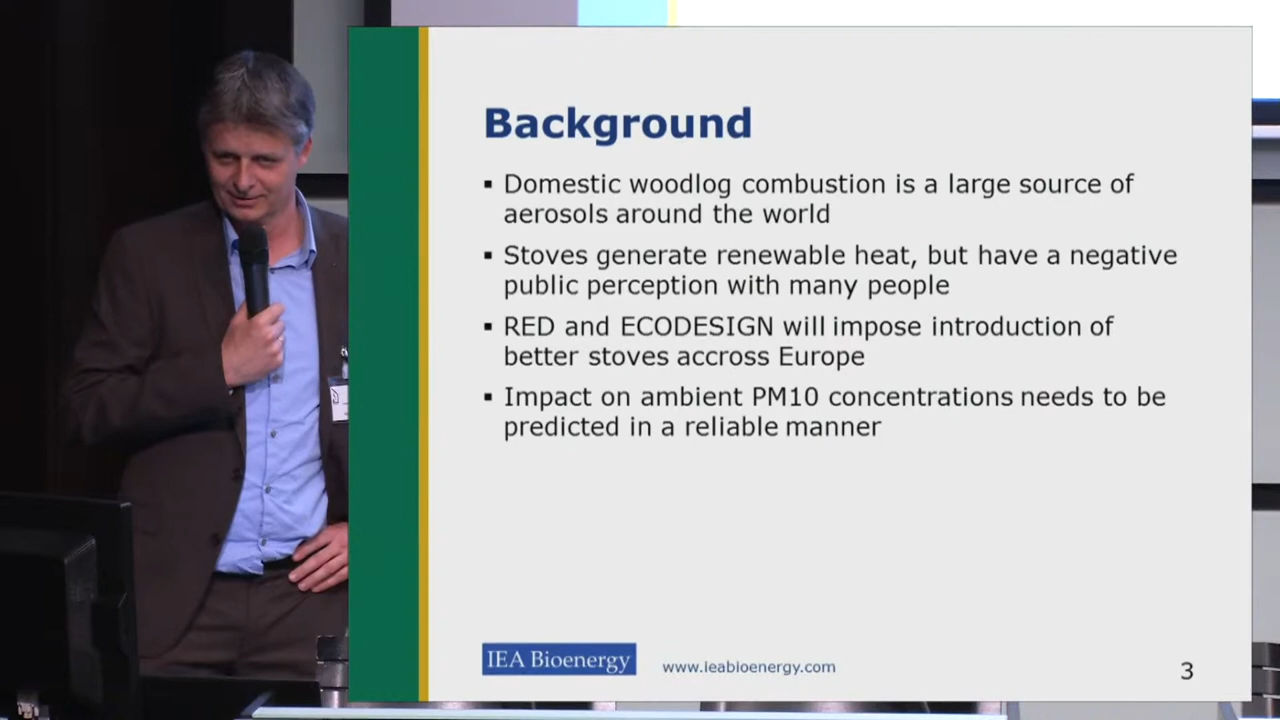 Background
▪ Domestic woodlog combustion is a large source of
aerosols around the world
▪ Stoves generate renewable heat, but have a negative
public perception with many people
▪ RED and ECODESIGN will impose introduction of
better stoves accross Europe
▪ Impact on ambient PM10 concentrations needs to be
predicted in a reliable manner
IEA Bioenergy
www.ieabioenergy.com
3